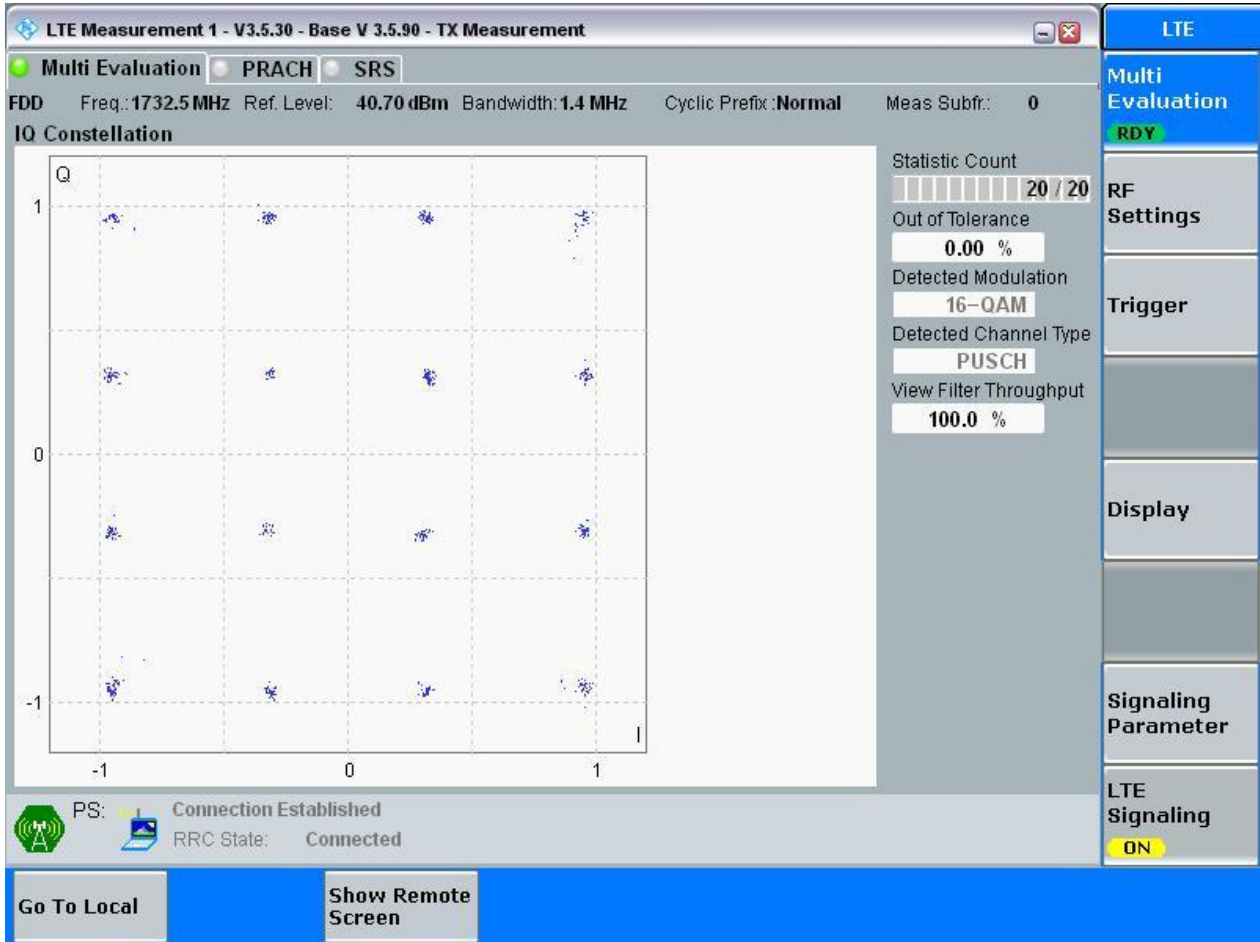 LTE Measurement 1 - V3.5.30 - Base V 3.5.90 - TX Measurement
LTE
Multi Evaluation PRACH SRS
FDD Freq.: 1732.5 MHz Ref. Level: 40.70 dBm Bandwidth: 1.4 MHz Cyclic Prefix : Normal Meas Subfr.: 0
IQ Constellation
Q
1
0
-1
-1 0 1
I
Statistic Count
20 / 20
Out of Tolerance
0.00 %
Detected Modulation
16-QAM
Detected Channel Type
PUSCH
View Filter Throughput
100.0 %
Multi
Evaluation
RDY
RF
Settings
Trigger
Display
Signaling
Parameter
LTE
Signaling
ON
PS: Connection Established
RRC State: Connected
Go To Local
Show Remote
Screen